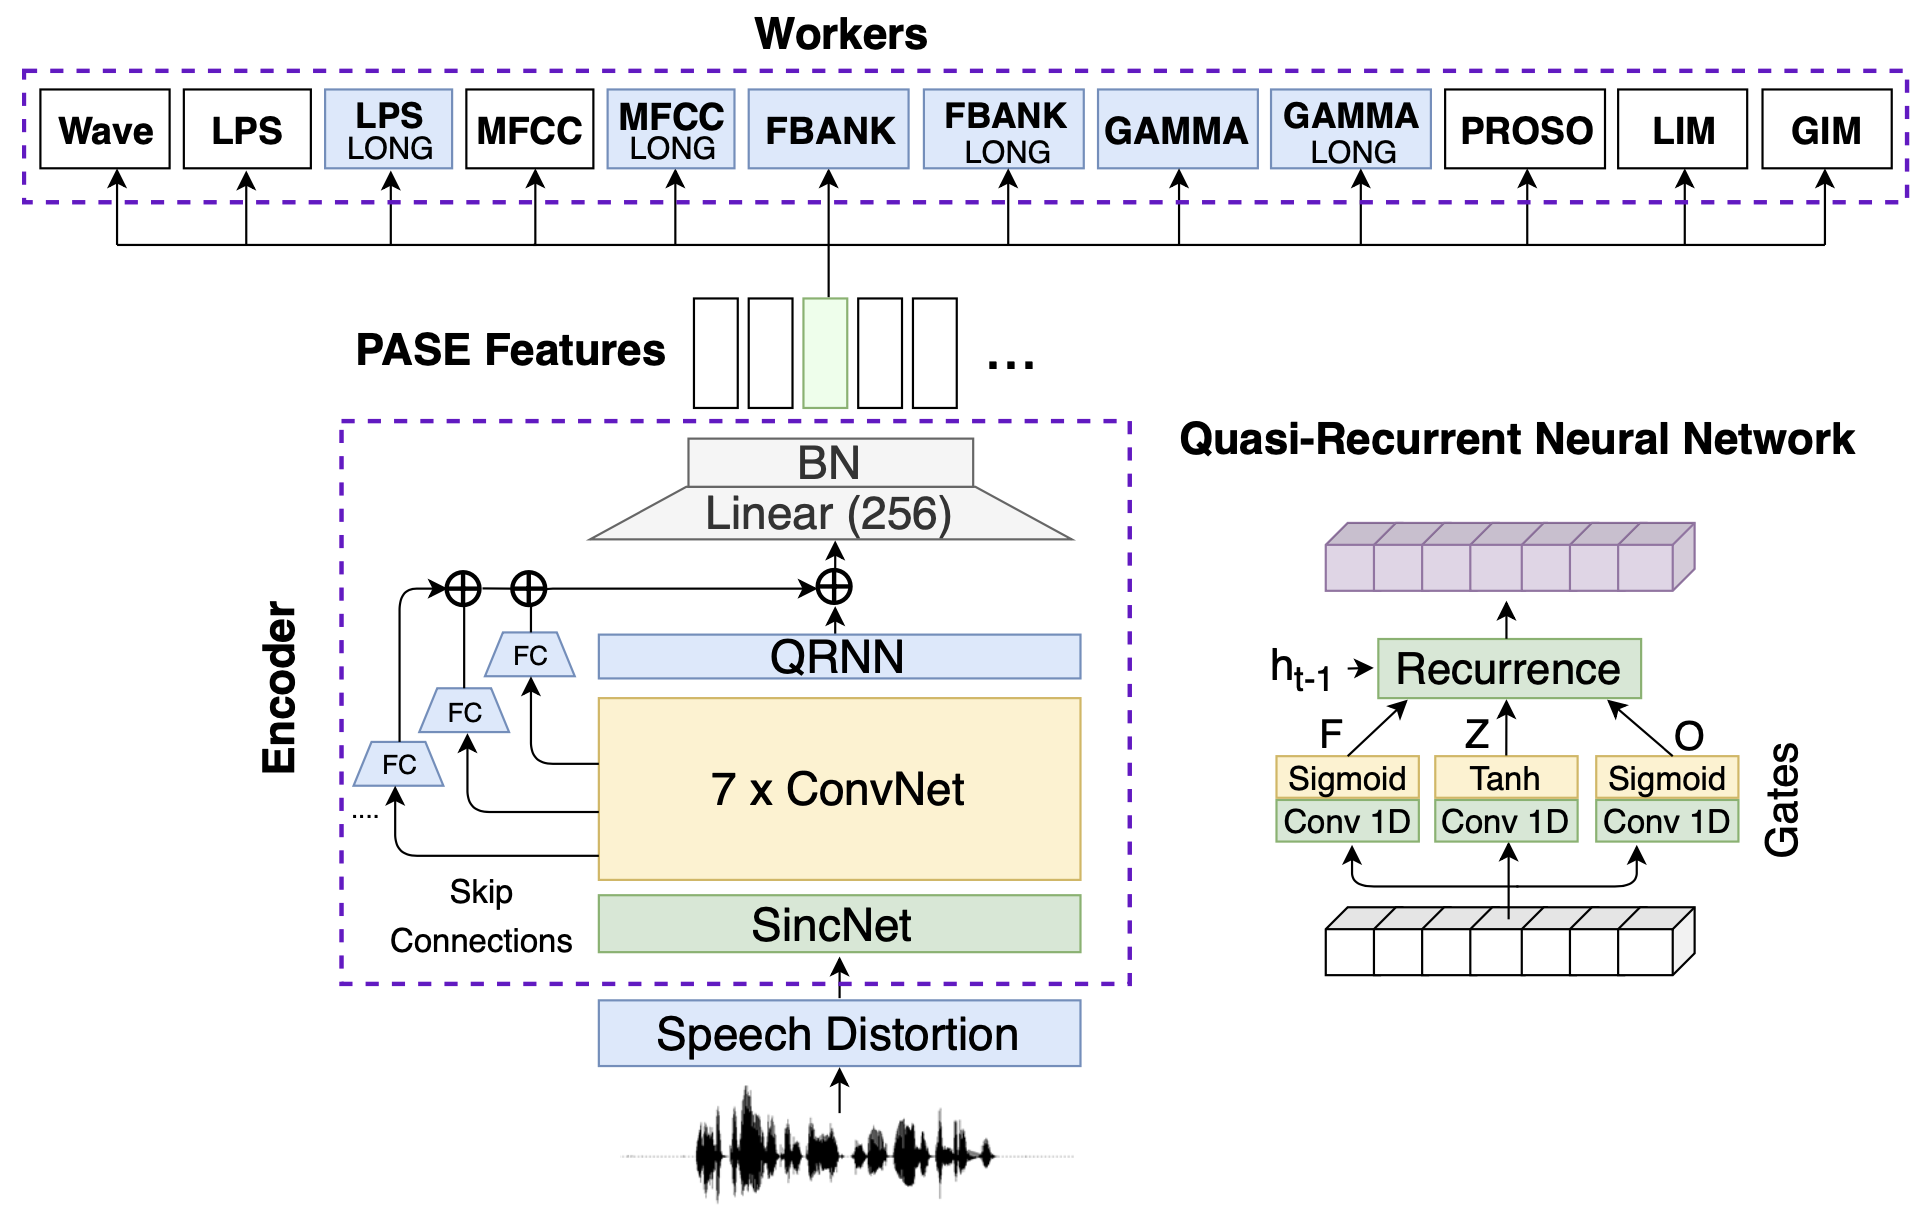 Workers
Wave
LPS
LPS
LONG
MFCC
MFCC
LONG
FBANK
FBANK
LONG
GAMMA
GAMMA
LONG
PROSO
LIM
GIM
PASE Features
...
Encoder
BN
Linear (256)
QRNN
FC
FC
FC
7 x ConvNet
....
Skip
Connections
SincNet
Speech Distortion
Quasi-Recurrent Neural Network
h_{t-1}
Recurrence
F
Z
O
Sigmoid
Tanh
Sigmoid
Conv 1D
Conv 1D
Conv 1D
Gates